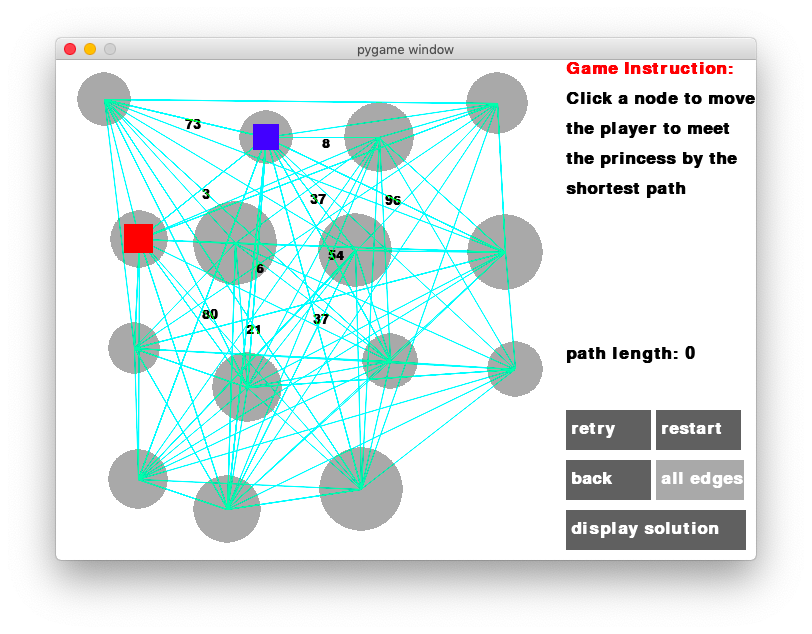 pygame window
Game Instruction:
Click a node to move
the player to meet
the princess by the
shortest path
73
8
3
37
96
54
6
80
21
37
path length: 0
retry
restart
back
all edges
display solution